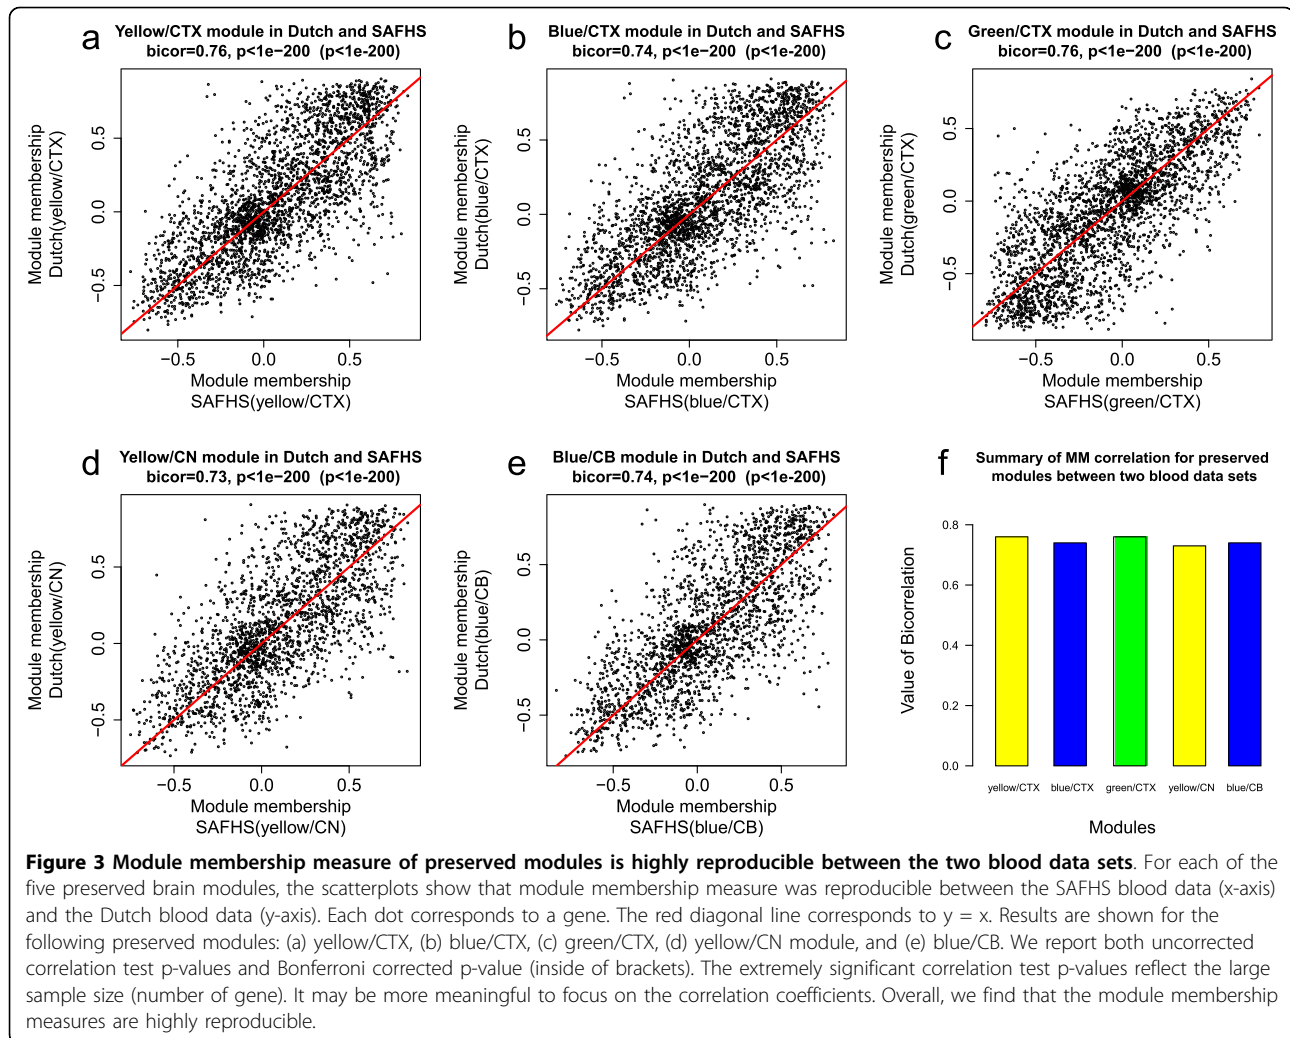 a
Yellow/CTX module in Dutch and SAFHS
bicor=0.76, p<1e−200 (p<1e-200)
Module membership
Dutch(yellow/CTX)
0.5
0.0
−0.5
−0.5 0.0 0.5
Module membership
SAFHS(yellow/CTX)
b
Blue/CTX module in Dutch and SAFHS
bicor=0.74, p<1e−200 (p<1e-200)
Module membership
Dutch(blue/CTX)
0.5
0.0
−0.5
−0.5 0.0 0.5
Module membership
SAFHS(blue/CTX)
c
Green/CTX module in Dutch and SAFHS
bicor=0.76, p<1e−200 (p<1e-200)
Module membership
Dutch(green/CTX)
0.5
0.0
−0.5
−0.5 0.0 0.5
Module membership
SAFHS(green/CTX)
d
Yellow/CN module in Dutch and SAFHS
bicor=0.73, p<1e−200 (p<1e-200)
Module membership
Dutch(yellow/CN)
0.5
0.0
−0.5
−0.5 0.0 0.5
Module membership
SAFHS(yellow/CN)
e
Blue/CB module in Dutch and SAFHS
bicor=0.74, p<1e−200 (p<1e-200)
Module membership
Dutch(blue/CB)
0.5
0.0
−0.5
−0.5 0.0 0.5
Module membership
SAFHS(blue/CB)
f
Summary of MM correlation for preserved
modules between two blood data sets
Value of Bicorrelation
0.8
0.6
0.4
0.2
0.0
yellow/CTX blue/CTX green/CTX yellow/CN blue/CB
Modules
Figure 3 Module membership measure of preserved modules is highly reproducible between the two blood data sets. For each of the
five preserved brain modules, the scatterplots show that module membership measure was reproducible between the SAFHS blood data (x-axis)
and the Dutch blood data (y-axis). Each dot corresponds to a gene. The red diagonal line corresponds to y = x. Results are shown for the
following preserved modules: (a) yellow/CTX, (b) blue/CTX, (c) green/CTX, (d) yellow/CN module, and (e) blue/CB. We report both uncorrected
correlation test p-values and Bonferroni corrected p-value (inside of brackets). The extremely significant correlation test p-values reflect the large
sample size (number of gene). It may be more meaningful to focus on the correlation coefficients. Overall, we find that the module membership
measures are highly reproducible.